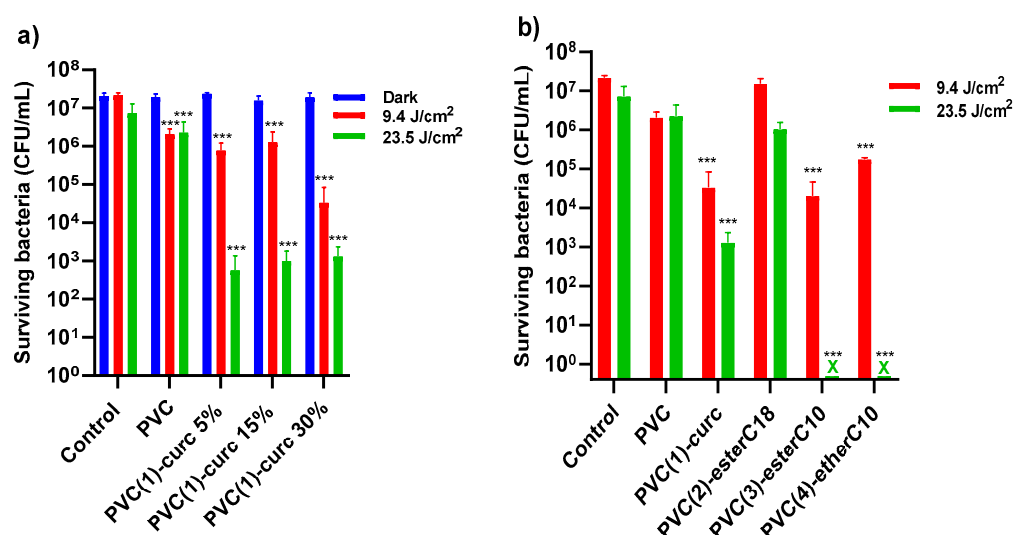 a)
Surviving bacteria (CFU/mL)
10⁸
10⁷
10⁶
10⁵
10⁴
10³
10²
10¹
10⁰
***
***
***
***
***
***
***
***
Dark
9.4 J/cm²
23.5 J/cm²
Control
PVC
PVC(1)-curc 5%
PVC(1)-curc 15%
PVC(1)-curc 30%
b)
Surviving bacteria (CFU/mL)
10⁸
10⁷
10⁶
10⁵
10⁴
10³
10²
10¹
10⁰
***
***
***
***
X
***
***
X
9.4 J/cm²
23.5 J/cm²
Control
PVC
PVC(1)-curc
PVC(2)-esterC18
PVC(3)-esterC10
PVC(4)-etherC10